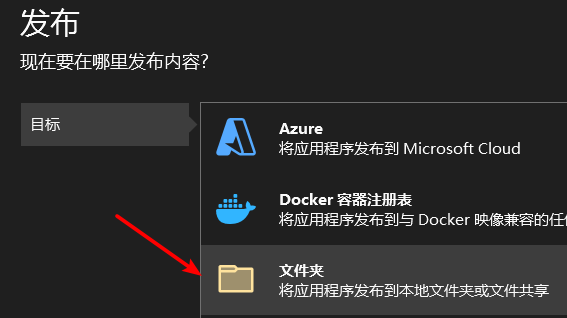 发布
现在要在哪里发布内容?
目标
Azure
将应用程序发布到 Microsoft Cloud
Docker 容器注册表
将应用程序发布到与 Docker 映像兼容的任
文件夹
将应用程序发布到本地文件夹或文件共享